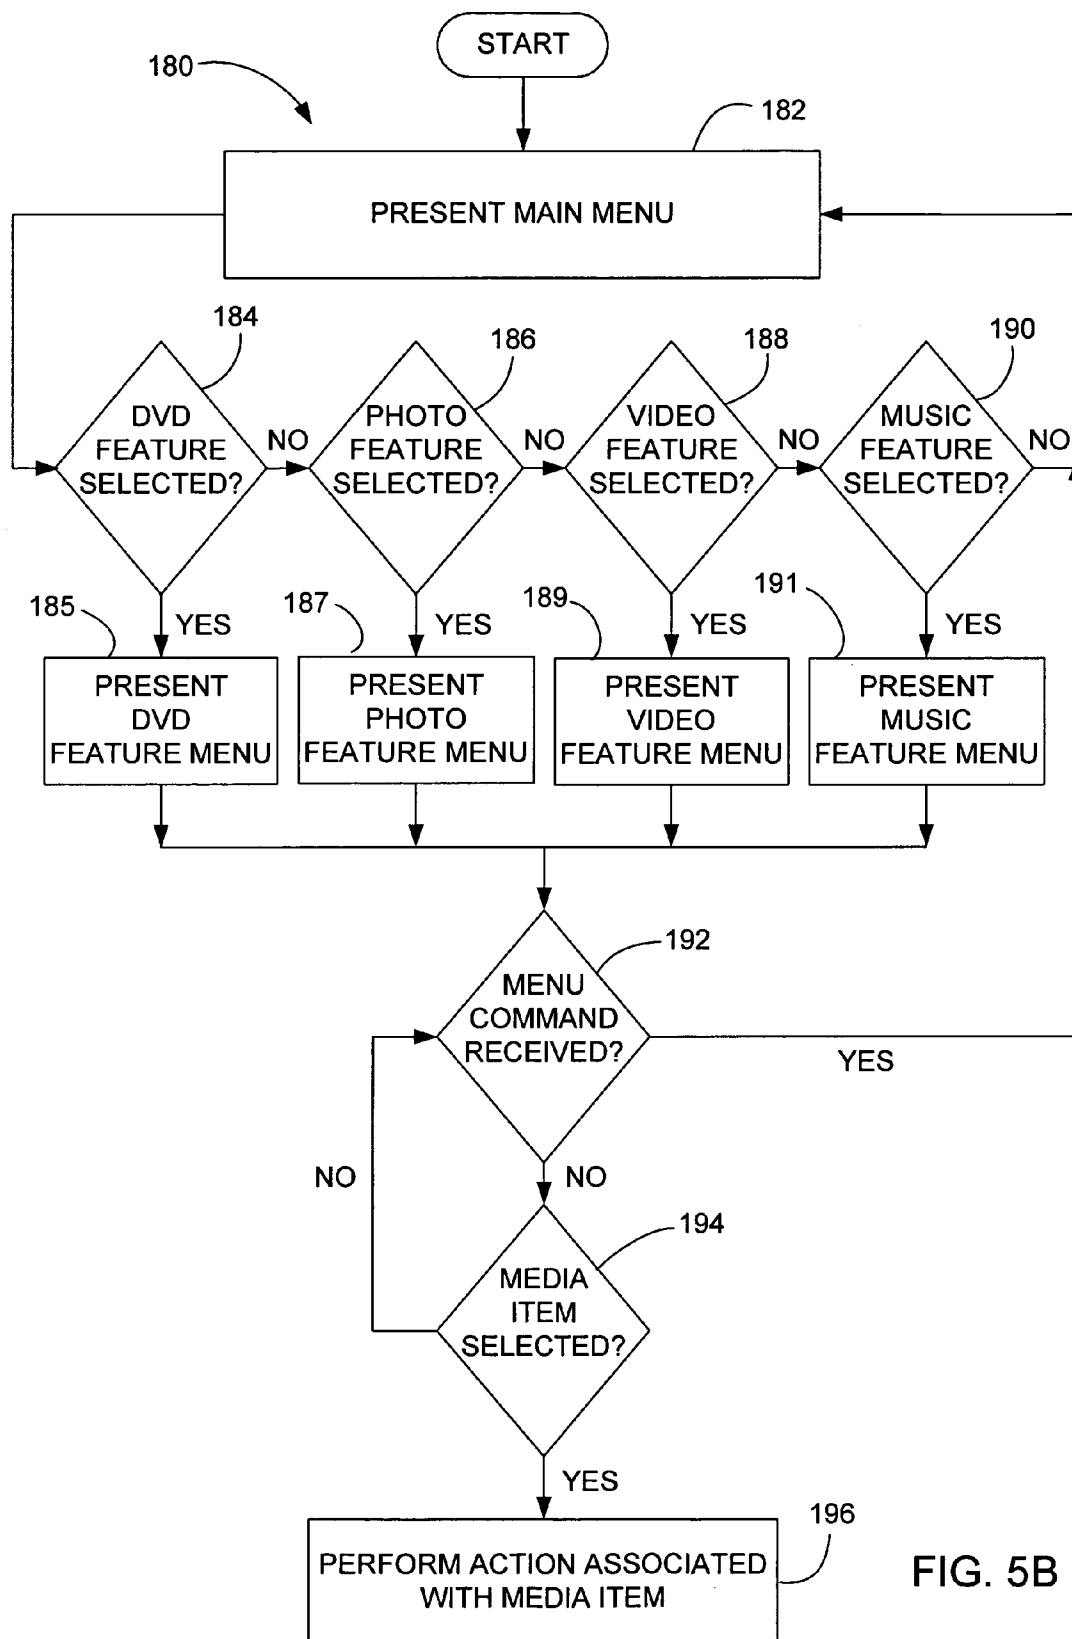 START
180
182
PRESENT MAIN MENU
184
186
188
190
DVD
FEATURE
SELECTED?
NO
PHOTO
FEATURE
SELECTED?
NO
VIDEO
FEATURE
SELECTED?
NO
MUSIC
FEATURE
SELECTED?
NO
185
YES
187
YES
189
YES
191
YES
PRESENT
DVD
FEATURE MENU
PRESENT
PHOTO
FEATURE MENU
PRESENT
VIDEO
FEATURE MENU
PRESENT
MUSIC
FEATURE MENU
192
MENU
COMMAND
RECEIVED?
YES
NO
NO
194
MEDIA
ITEM
SELECTED?
YES
196
PERFORM ACTION ASSOCIATED
WITH MEDIA ITEM
FIG. 5B